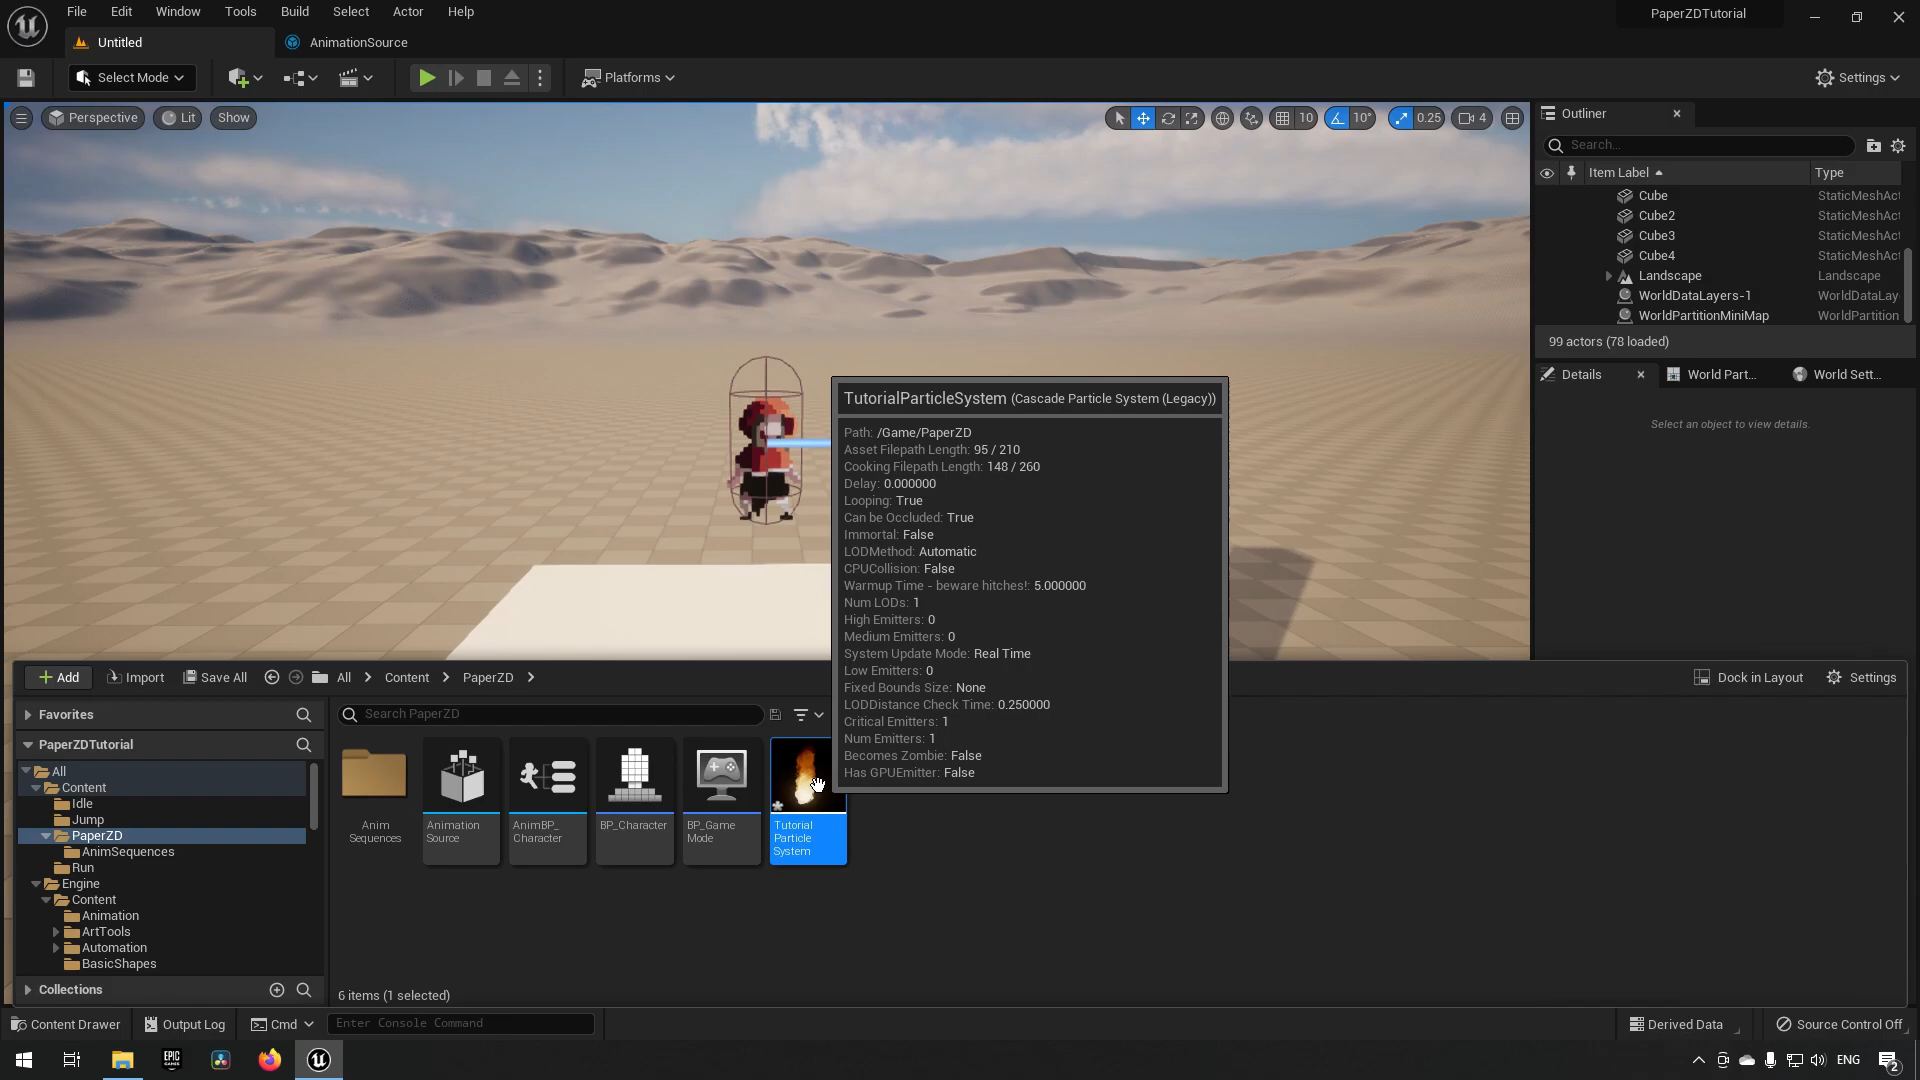 File Edit Window Tools Build Select Actor Help
PaperZDTutorial
Untitled
AnimationSource
Select Mode
Platforms
Settings
Perspective
Lit
Show
10
10°
0.25
4
Outliner
Search...
Item Label
Type
Cube StaticMeshAct
Cube2 StaticMeshAct
Cube3 StaticMeshAct
Cube4 StaticMeshAct
Landscape Landscape
WorldDataLayers-1 WorldDataLay
WorldPartitionMiniMap WorldPartition
99 actors (78 loaded)
Details
World Part...
World Sett...
Select an object to view details.
TutorialParticleSystem (Cascade Particle System (Legacy))
Path: /Game/PaperZD
Asset Filepath Length: 95 / 210
Cooking Filepath Length: 148 / 260
Delay: 0.000000
Looping: True
Can be Occluded: True
Immortal: False
LODMethod: Automatic
CPUCollision: False
Warmup Time - beware hitches!: 5.000000
Num LODs: 1
High Emitters: 0
Medium Emitters: 0
System Update Mode: Real Time
Low Emitters: 0
Fixed Bounds Size: None
LODDistance Check Time: 0.250000
Critical Emitters: 1
Num Emitters: 1
Becomes Zombie: False
Has GPUEmitter: False
Add
Import
Save All
All
Content
PaperZD
Dock in Layout
Settings
Favorites
Search PaperZD
PaperZDTutorial
All
Content
Idle
Jump
PaperZD
AnimSequences
Run
Engine
Content
Animation
ArtTools
Automation
BasicShapes
Collections
Anim
Sequences
Animation
Source
AnimBP_
Character
BP_Character
BP_Game
Mode
Tutorial
Particle
System
6 items (1 selected)
Content Drawer
Output Log
Cmd
Enter Console Command
Derived Data
Source Control Off
EPIC
GAMES
ENG
2